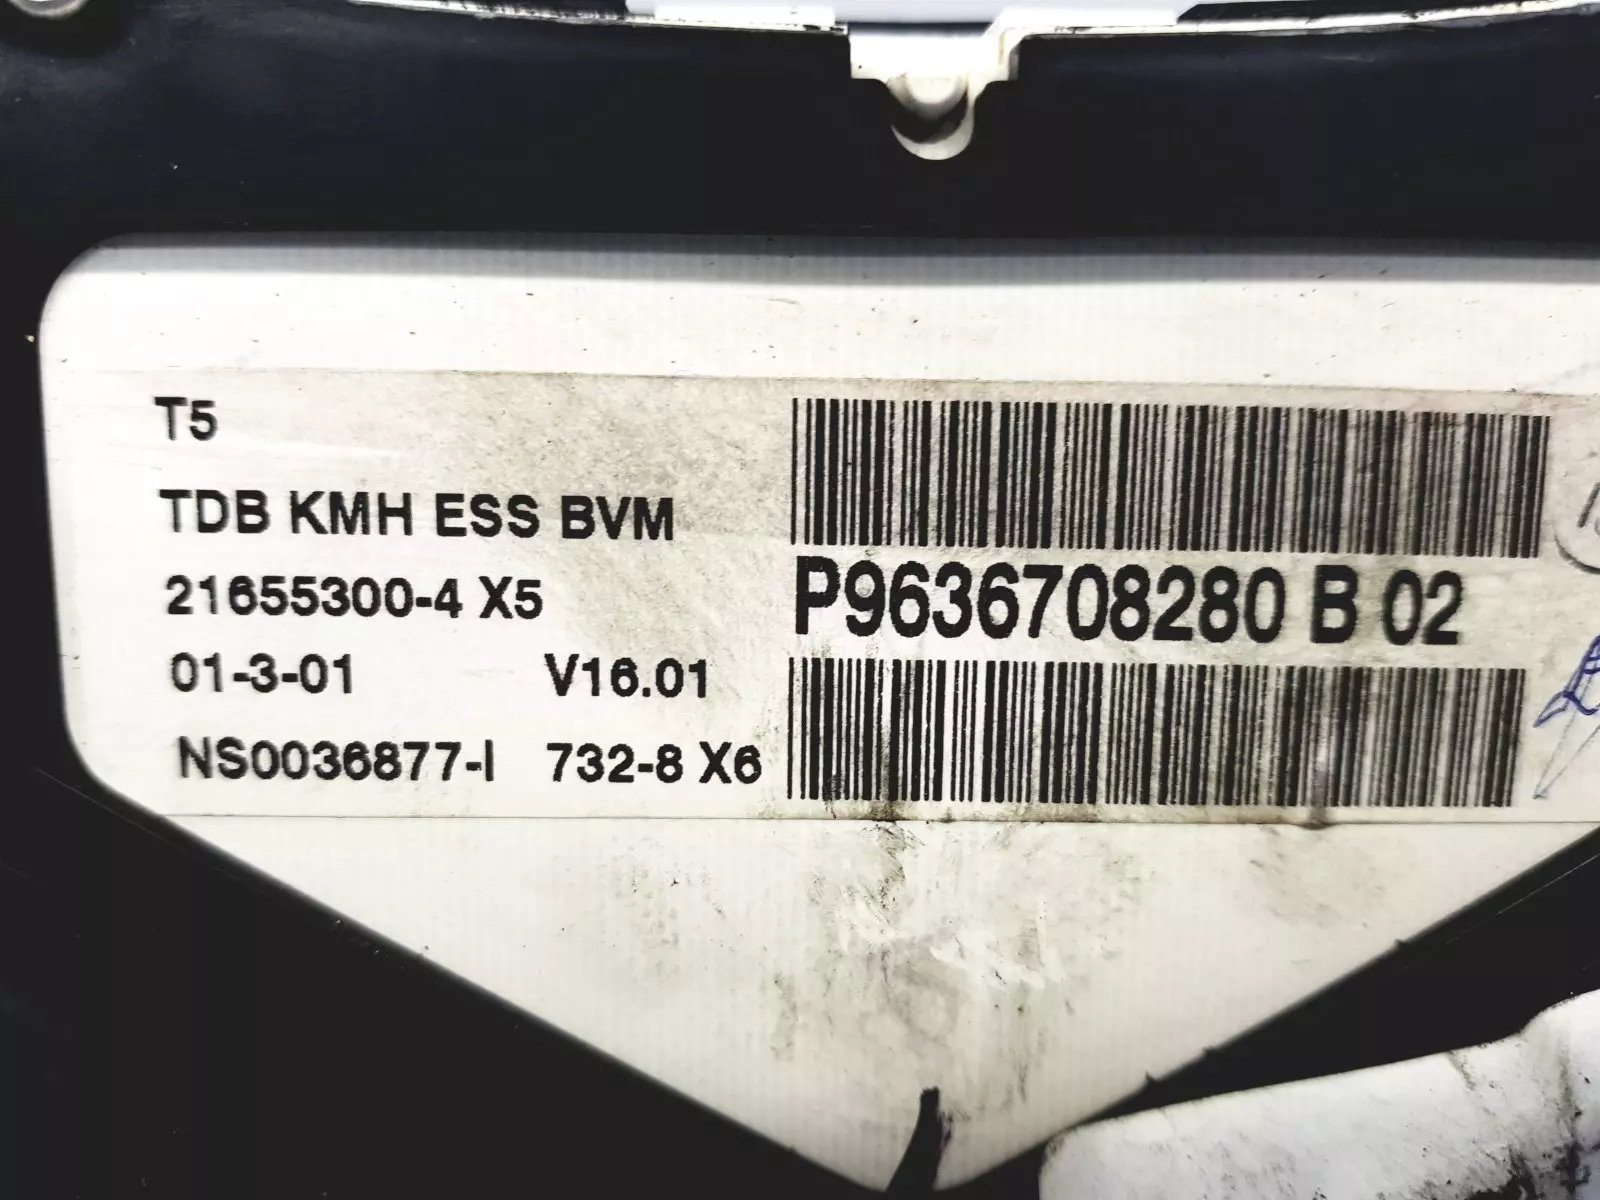 T5
TDB KMH ESS BVM
21655300-4 X5
P9636708280 B 02
01-3-01 V16.01
NS0036877-I 732-8 X6